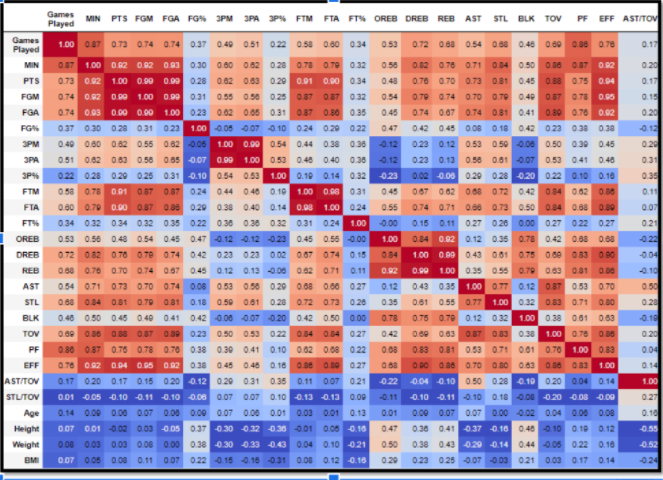 Games Played MIN PTS FGM FGA FG% 3PM 3PA 3P% FTM FTA FT% OREB DREB REB AST STL BLK TOV PF EFF AST/TOV
Games Played 1.00 0.87 0.73 0.74 0.74 0.37 0.49 0.51 0.22 0.58 0.60 0.34 0.53 0.72 0.68 0.54 0.68 0.46 0.69 0.86 0.76 0.17
MIN 0.87 1.00 0.92 0.92 0.93 0.30 0.60 0.62 0.28 0.78 0.79 0.32 0.56 0.82 0.76 0.71 0.84 0.50 0.86 0.87 0.92 0.20
PTS 0.73 0.92 1.00 0.99 0.99 0.28 0.62 0.63 0.29 0.91 0.90 0.34 0.48 0.76 0.70 0.73 0.81 0.45 0.88 0.75 0.94 0.17
FGM 0.74 0.92 0.99 1.00 0.99 0.31 0.55 0.56 0.25 0.87 0.87 0.32 0.54 0.79 0.74 0.70 0.79 0.49 0.87 0.78 0.95 0.15
FGA 0.74 0.93 0.99 0.99 1.00 0.23 0.62 0.65 0.31 0.87 0.86 0.35 0.45 0.74 0.67 0.74 0.81 0.41 0.89 0.76 0.92 0.20
FG% 0.37 0.30 0.28 0.31 0.23 1.00 -0.05 -0.07 -0.10 0.24 0.29 0.22 0.47 0.42 0.45 0.08 0.18 0.42 0.23 0.38 0.38 -0.12
3PM 0.49 0.60 0.62 0.55 0.62 1.00 0.99 0.54 0.44 0.38 0.36 -0.12 0.23 0.12 0.53 0.59 -0.06 0.50 0.39 0.45 0.29
3PA 0.51 0.62 0.63 0.56 0.65 -0.07 0.99 1.00 0.53 0.46 0.40 0.36 -0.12 0.23 0.13 0.56 0.61 -0.07 0.53 0.41 0.46 0.31
3P% 0.22 0.28 0.29 0.25 0.31 -0.10 0.54 0.53 1.00 0.19 0.14 0.32 -0.23 0.02 -0.06 0.29 0.28 -0.20 0.22 0.10 0.16 0.35
FTM 0.58 0.78 0.91 0.87 0.87 0.24 0.44 0.46 0.19 1.00 0.98 0.31 0.45 0.67 0.62 0.68 0.72 0.42 0.84 0.62 0.86 0.11
FTA 0.60 0.79 0.90 0.87 0.86 0.29 0.38 0.40 0.14 0.98 1.00 0.24 0.55 0.74 0.71 0.66 0.73 0.50 0.84 0.68 0.89 0.07
FT% 0.34 0.32 0.34 0.32 0.35 0.22 0.36 0.36 0.32 0.31 0.24 1.00 -0.00 0.15 0.11 0.27 0.26 0.00 0.27 0.22 0.27 0.21
OREB 0.53 0.56 0.48 0.54 0.45 0.47 -0.12 -0.12 -0.23 0.45 0.55 -0.00 1.00 0.84 0.92 0.12 0.35 0.78 0.42 0.68 0.68 -0.22
DREB 0.72 0.82 0.76 0.79 0.74 0.42 0.23 0.23 0.02 0.67 0.74 0.15 0.84 1.00 0.99 0.43 0.61 0.75 0.69 0.83 0.90 -0.04
REB 0.68 0.76 0.70 0.74 0.67 0.45 0.12 0.13 -0.06 0.62 0.71 0.11 0.92 0.99 1.00 0.35 0.55 0.79 0.63 0.81 0.86 -0.10
AST 0.54 0.71 0.73 0.70 0.74 0.08 0.53 0.56 0.29 0.68 0.66 0.27 0.12 0.43 0.35 1.00 0.77 0.12 0.87 0.53 0.70 0.50
STL 0.68 0.84 0.81 0.79 0.81 0.18 0.59 0.61 0.28 0.72 0.73 0.26 0.35 0.61 0.55 0.77 1.00 0.32 0.83 0.71 0.80 0.28
BLK 0.46 0.50 0.45 0.49 0.41 0.42 -0.06 -0.07 -0.20 0.42 0.50 0.00 0.78 0.75 0.79 0.12 0.32 1.00 0.38 0.61 0.63 -0.19
TOV 0.69 0.86 0.88 0.87 0.89 0.23 0.50 0.53 0.22 0.84 0.84 0.27 0.42 0.69 0.63 0.87 0.83 0.38 1.00 0.76 0.86 0.20
PF 0.86 0.87 0.75 0.78 0.76 0.38 0.39 0.41 0.10 0.62 0.68 0.22 0.68 0.83 0.81 0.53 0.71 0.61 0.76 1.00 0.83 0.04
EFF 0.76 0.92 0.94 0.95 0.92 0.38 0.45 0.46 0.16 0.86 0.89 0.27 0.68 0.90 0.86 0.70 0.80 0.63 0.86 0.83 1.00 0.14
AST/TOV 0.17 0.20 0.17 0.15 0.20 -0.12 0.29 0.31 0.35 0.11 0.07 0.21 -0.22 -0.04 -0.10 0.50 0.28 -0.19 0.20 0.04 0.14 1.00
STL/TOV 0.01 -0.05 -0.10 -0.11 -0.10 -0.06 0.07 0.07 0.10 -0.13 -0.13 0.09 -0.11 -0.10 -0.11 -0.10 0.18 -0.08 -0.20 -0.08 -0.09 0.27
Age 0.14 0.09 0.06 0.07 0.06 0.09 0.07 0.06 0.08 0.01 0.03 0.13 0.01 0.09 0.07 0.07 0.00 -0.02 0.04 0.06 0.08 0.16
Height 0.07 0.01 -0.02 0.03 -0.05 0.37 -0.30 -0.32 -0.36 -0.01 0.05 -0.16 0.47 0.36 0.41 -0.37 -0.16 0.46 -0.10 0.19 0.12 -0.55
Weight 0.08 0.03 0.03 0.08 0.00 0.38 -0.30 -0.33 -0.43 0.04 0.10 -0.21 0.50 0.38 0.43 -0.29 -0.14 0.44 -0.05 0.22 0.16 -0.52
BMI 0.07 0.05 0.08 0.11 0.07 0.22 -0.15 -0.16 -0.24 0.09 0.12 -0.16 0.29 0.23 0.25 -0.07 -0.03 0.21 0.03 0.17 0.14 -0.24